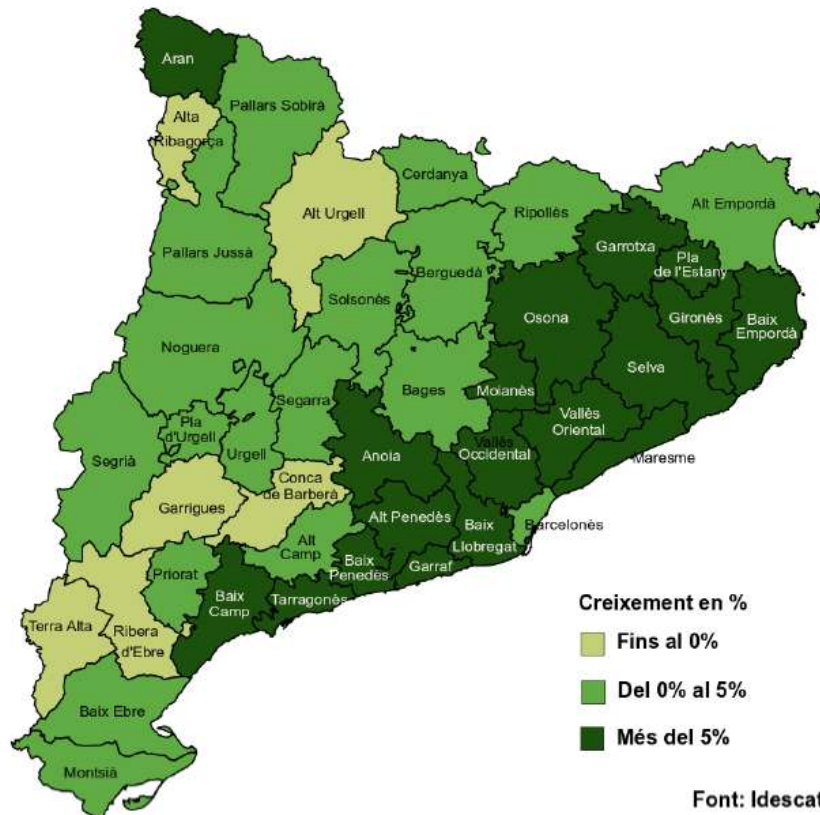 Aran
Pallars Sobirà
Alta
Ribagorça
Cerdanya
Alt Urgell
Ripollès
Alt Empordà
Garrotxa
Pla
de l'Estany
Pallars Jussà
Berguedà
Solsonès
Osona
Gironès
Baix
Empordà
Noguera
Selva
Moianès
Bages
Segarra
Vallès
Oriental
Pla
d'Urgell
Urgell
Segrià
Anoia
Vallès
Occidental
Maresme
Conca
de Barberà
Garrigues
Alt Penedès
Baix
Llobregat
Barcelonès
Alt
Camp
Baix
Penedès
Garraf
Priorat
Baix
Camp
Tarragonès
Terra Alta
Ribera
d'Ebre
Baix Ebre
Montsià
Creixement en %
Fins al 0%
Del 0% al 5%
Més del 5%
Font: Idescat